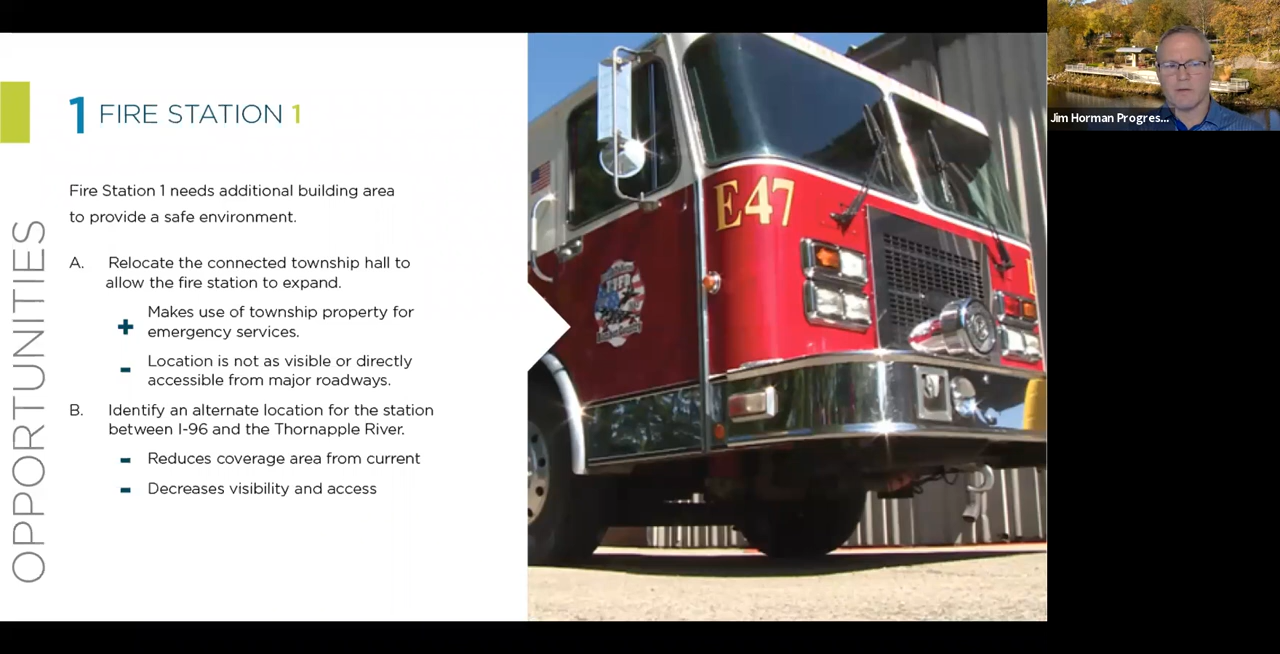 OPPORTUNITIES
1 FIRE STATION 1
Fire Station 1 needs additional building area
to provide a safe environment.
A. Relocate the connected township hall to
allow the fire station to expand.
+ Makes use of township property for
emergency services.
- Location is not as visible or directly
accessible from major roadways.
B. Identify an alternate location for the station
between I-96 and the Thornapple River.
- Reduces coverage area from current
- Decreases visibility and access
E47
Jim Horman Progres...